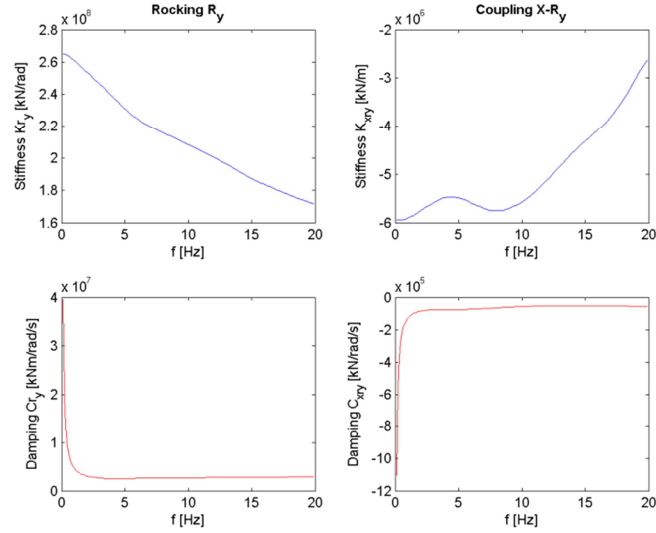 Rocking R_y
x 10^8
Stiffness Kr_y [kN/rad]
2.8
2.6
2.4
2.2
2
1.8
1.6
0 5 10 15 20
f [Hz]
Coupling X-R_y
x 10^6
Stiffness K_xry [kN/m]
-2
-3
-4
-5
-6
0 5 10 15 20
f [Hz]
x 10^7
Damping Cr_y [kNm/rad/s]
4
3
2
1
0
0 5 10 15 20
f [Hz]
x 10^5
Damping C_xry [kN/rad/s]
0
-2
-4
-6
-8
-10
-12
0 5 10 15 20
f [Hz]